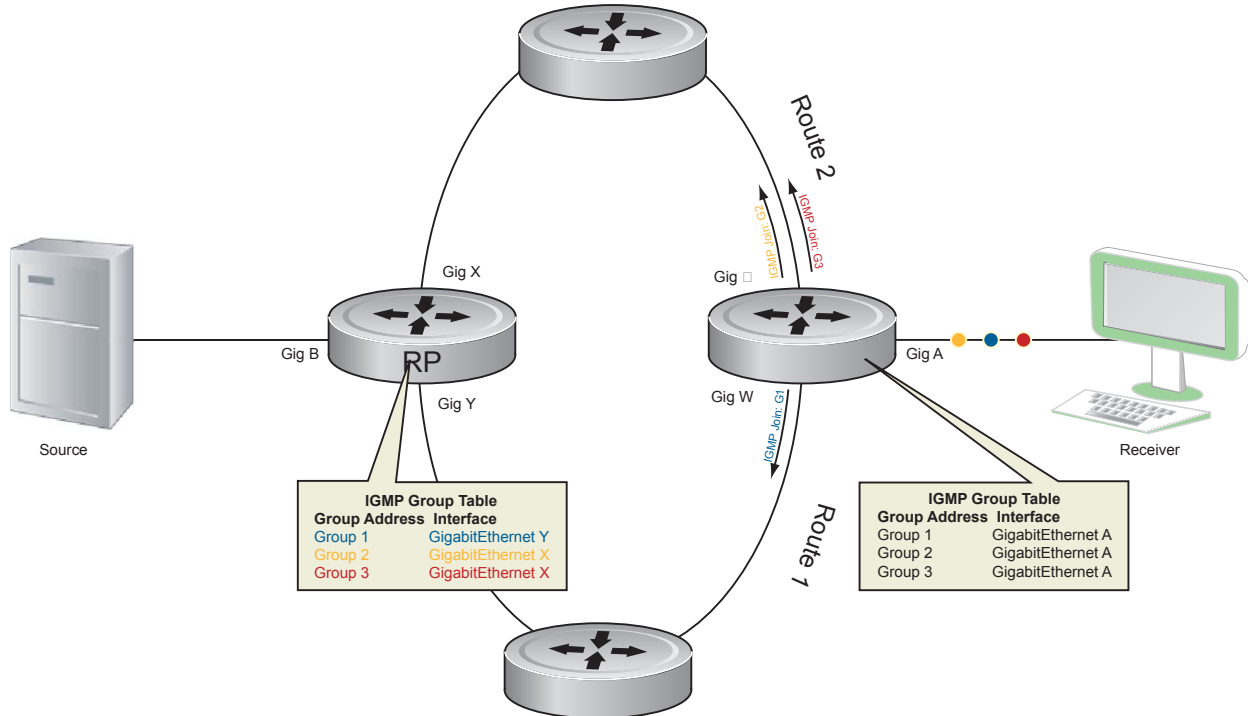 Route 2
IGMP Join: G2
IGMP Join: G3
Gig X
Gig □
Gig B
RP
Gig A
Gig Y
Gig W
IGMP Join: G1
Source
Receiver
IGMP Group Table
Group Address Interface
Group 1 GigabitEthernet Y
Group 2 GigabitEthernet X
Group 3 GigabitEthernet X
Route 1
IGMP Group Table
Group Address Interface
Group 1 GigabitEthernet A
Group 2 GigabitEthernet A
Group 3 GigabitEthernet A